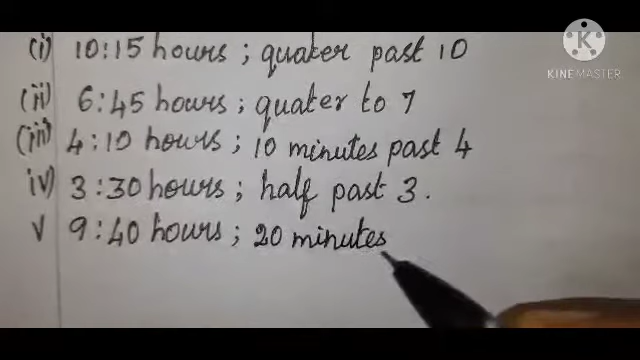 KINEMASTER
(i) 10:15 hours ; quater past 10
(ii) 6:45 hours ; quater to 7
(iii) 4:10 hours ; 10 minutes past 4
iv) 3:30 hours ; half past 3.
v 9:40 hours ; 20 minutes